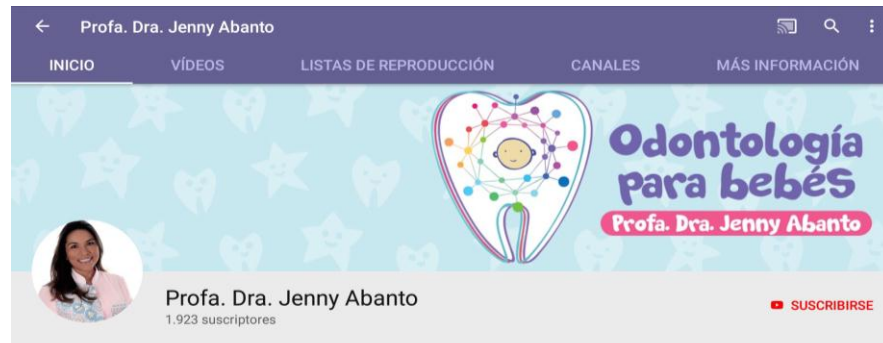 Profa. Dra. Jenny Abanto
INICIO VÍDEOS LISTAS DE REPRODUCCIÓN CANALES MÁS INFORMACIÓN
Odontología
para bebés
Profa. Dra. Jenny Abanto
Profa. Dra. Jenny Abanto
1.923 suscriptores
SUSCRIBIRSE